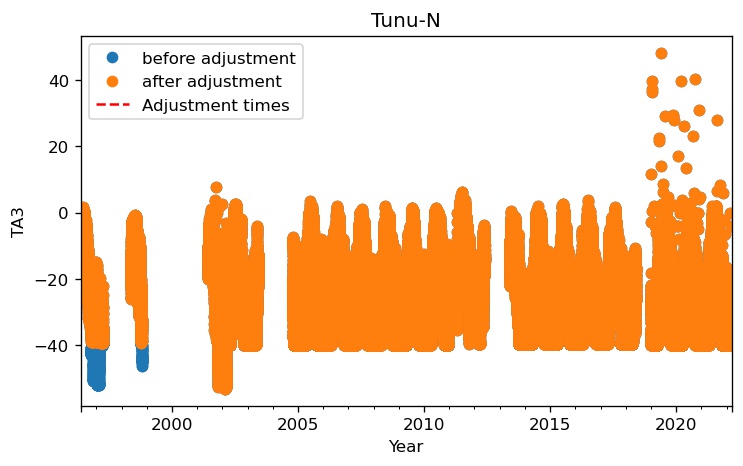 Tunu-N
before adjustment
after adjustment
Adjustment times
TA3
40
20
0
−20
−40
2000
2005
2010
2015
2020
Year